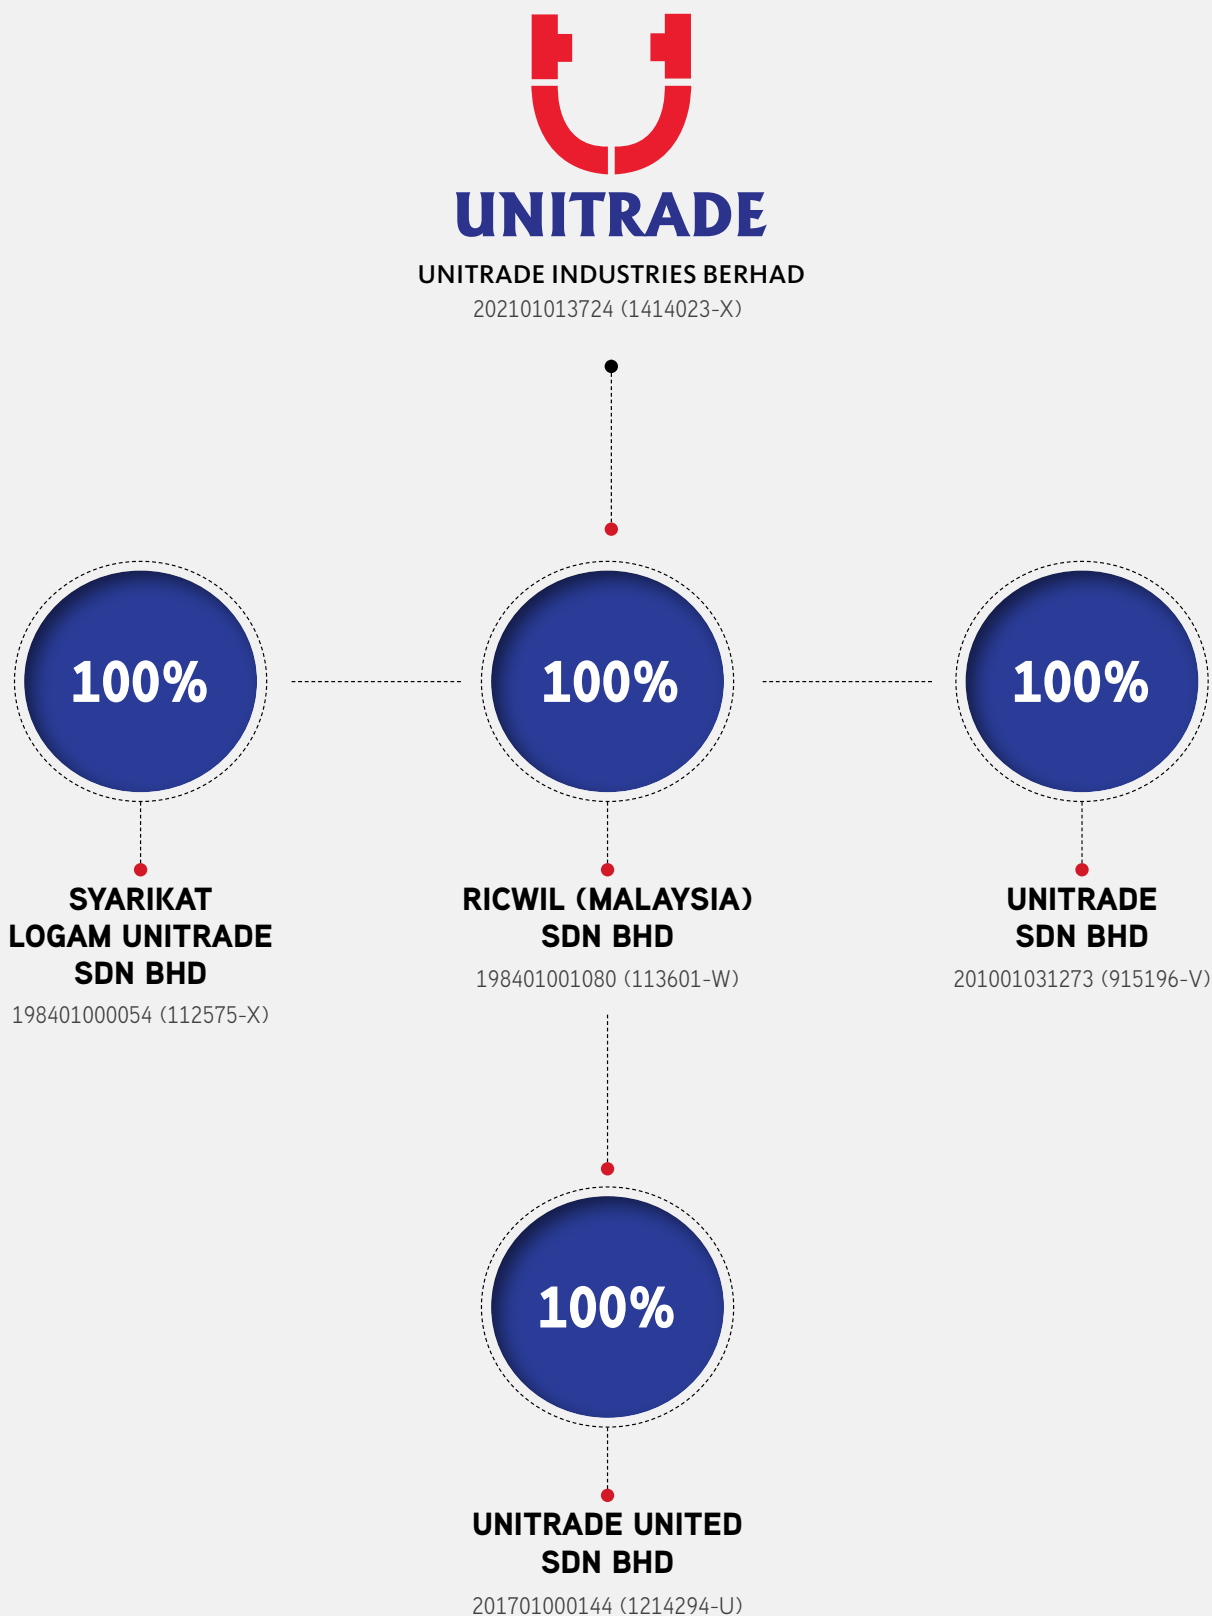 UNITRADE
UNITRADE INDUSTRIES BERHAD
202101013724 (1414023-X)
100%
100%
100%
SYARIKAT
LOGAM UNITRADE
SDN BHD
198401000054 (112575-X)
RICWIL (MALAYSIA)
SDN BHD
198401001080 (113601-W)
UNITRADE
SDN BHD
201001031273 (915196-V)
100%
UNITRADE UNITED
SDN BHD
201701000144 (1214294-U)